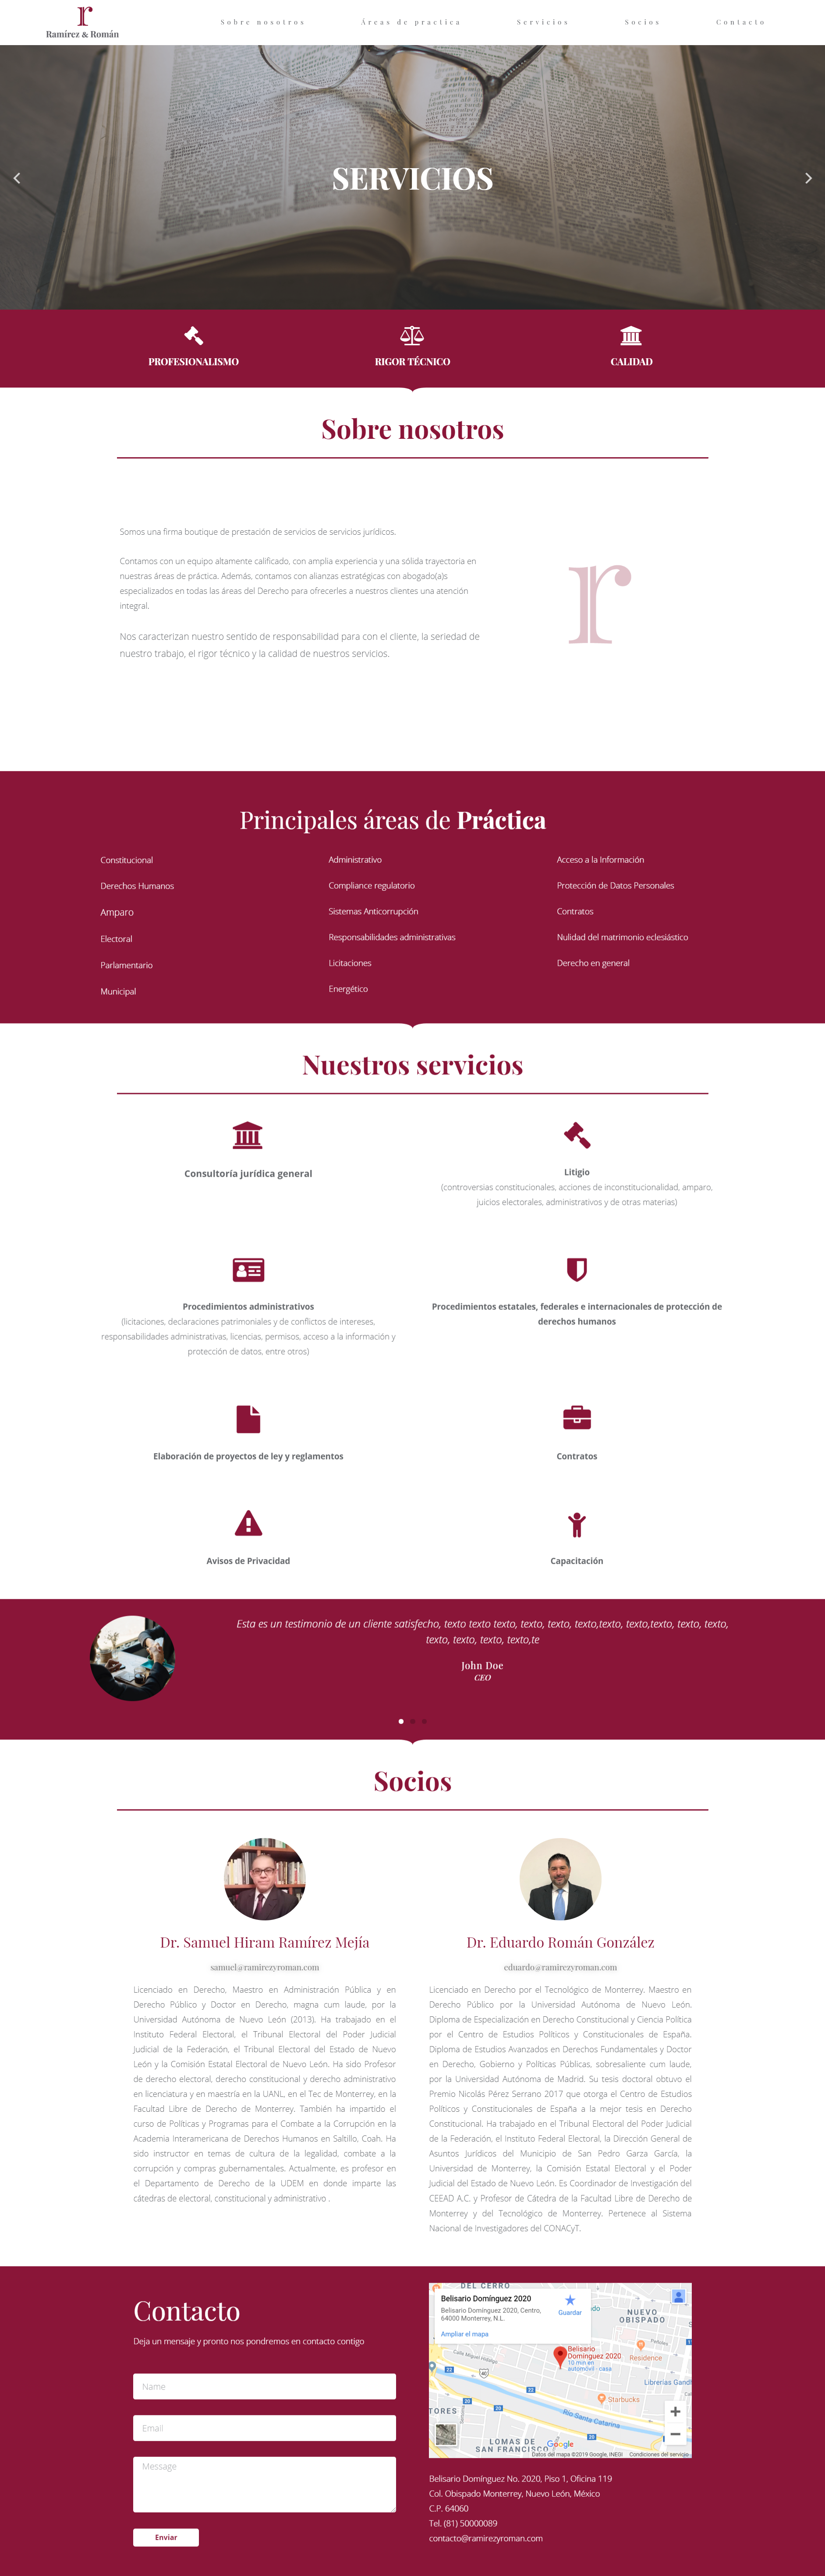 r
Ramírez & Román
Sobre nosotros
Áreas de practica
Servicios
Socios
Contacto
SERVICIOS
PROFESIONALISMO
RIGOR TÉCNICO
CALIDAD
Sobre nosotros
Somos una firma boutique de prestación de servicios de servicios jurídicos.
Contamos con un equipo altamente calificado, con amplia experiencia y una sólida trayectoria en
nuestras áreas de práctica. Además, contamos con alianzas estratégicas con abogado(a)s
especializados en todas las áreas del Derecho para ofrecerles a nuestros clientes una atención
integral.
Nos caracterizan nuestro sentido de responsabilidad para con el cliente, la seriedad de
nuestro trabajo, el rigor técnico y la calidad de nuestros servicios.
r
Principales áreas de Práctica
Constitucional
Derechos Humanos
Amparo
Electoral
Parlamentario
Municipal
Administrativo
Compliance regulatorio
Sistemas Anticorrupción
Responsabilidades administrativas
Licitaciones
Energético
Acceso a la Información
Protección de Datos Personales
Contratos
Nulidad del matrimonio eclesiástico
Derecho en general
Nuestros servicios
Consultoría jurídica general
Litigio
(controversias constitucionales, acciones de inconstitucionalidad, amparo,
juicios electorales, administrativos y de otras materias)
Procedimientos administrativos
(licitaciones, declaraciones patrimoniales y de conflictos de intereses,
responsabilidades administrativas, licencias, permisos, acceso a la información y
protección de datos, entre otros)
Procedimientos estatales, federales e internacionales de protección de
derechos humanos
Elaboración de proyectos de ley y reglamentos
Contratos
Avisos de Privacidad
Capacitación
Esta es un testimonio de un cliente satisfecho, texto texto texto, texto, texto, texto,texto, texto,texto, texto, texto,
texto, texto, texto, texto,te
John Doe
CEO
Socios
Dr. Samuel Hiram Ramírez Mejía
samuel@ramirezyroman.com
Licenciado en Derecho, Maestro en Administración Pública y en
Derecho Público y Doctor en Derecho, magna cum laude, por la
Universidad Autónoma de Nuevo León (2013). Ha trabajado en el
Instituto Federal Electoral, el Tribunal Electoral del Poder Judicial
Judicial de la Federación, el Tribunal Electoral del Estado de Nuevo
León y la Comisión Estatal Electoral de Nuevo León. Ha sido Profesor
de derecho electoral, derecho constitucional y derecho administrativo
en licenciatura y en maestría en la UANL, en el Tec de Monterrey, en la
Facultad Libre de Derecho de Monterrey. También ha impartido el
curso de Políticas y Programas para el Combate a la Corrupción en la
Academia Interamericana de Derechos Humanos en Saltillo, Coah. Ha
sido instructor en temas de cultura de la legalidad, combate a la
corrupción y compras gubernamentales. Actualmente, es profesor en
el Departamento de Derecho de la UDEM en donde imparte las
cátedras de electoral, constitucional y administrativo .
Dr. Eduardo Román González
eduardo@ramirezyroman.com
Licenciado en Derecho por el Tecnológico de Monterrey. Maestro en
Derecho Público por la Universidad Autónoma de Nuevo León.
Diploma de Especialización en Derecho Constitucional y Ciencia Política
por el Centro de Estudios Políticos y Constitucionales de España.
Diploma de Estudios Avanzados en Derechos Fundamentales y Doctor
en Derecho, Gobierno y Políticas Públicas, sobresaliente cum laude,
por la Universidad Autónoma de Madrid. Su tesis doctoral obtuvo el
Premio Nicolás Pérez Serrano 2017 que otorga el Centro de Estudios
Políticos y Constitucionales de España a la mejor tesis en Derecho
Constitucional. Ha trabajado en el Tribunal Electoral del Poder Judicial
de la Federación, el Instituto Federal Electoral, la Dirección General de
Asuntos Jurídicos del Municipio de San Pedro Garza García, la
Universidad de Monterrey, la Comisión Estatal Electoral y el Poder
Judicial del Estado de Nuevo León. Es Coordinador de Investigación del
CEEAD A.C. y Profesor de Cátedra de la Facultad Libre de Derecho de
Monterrey y del Tecnológico de Monterrey. Pertenece al Sistema
Nacional de Investigadores del CONACyT.
Contacto
Deja un mensaje y pronto nos pondremos en contacto contigo
Name
Email
Message
Enviar
DEL CERRO
Belisario Domínguez 2020
Belisario Domínguez 2020, Centro,
64000 Monterrey, N.L.
Ampliar el mapa
Guardar
NUEVO
OBISPADO
Belisario
Domínguez 2020
10 min en
automóvil - casa
Residence
Calle Miguel Hidalgo
Librerías Gandhi
Starbucks
Río Santa Catarina
TORES
LOMAS DE
SAN FRANCISCO
Google
Datos del mapa ©2019 Google, INEGI
Condiciones del servicio
Belisario Domínguez No. 2020, Piso 1, Oficina 119
Col. Obispado Monterrey, Nuevo León, México
C.P. 64060
Tel. (81) 50000089
contacto@ramirezyroman.com